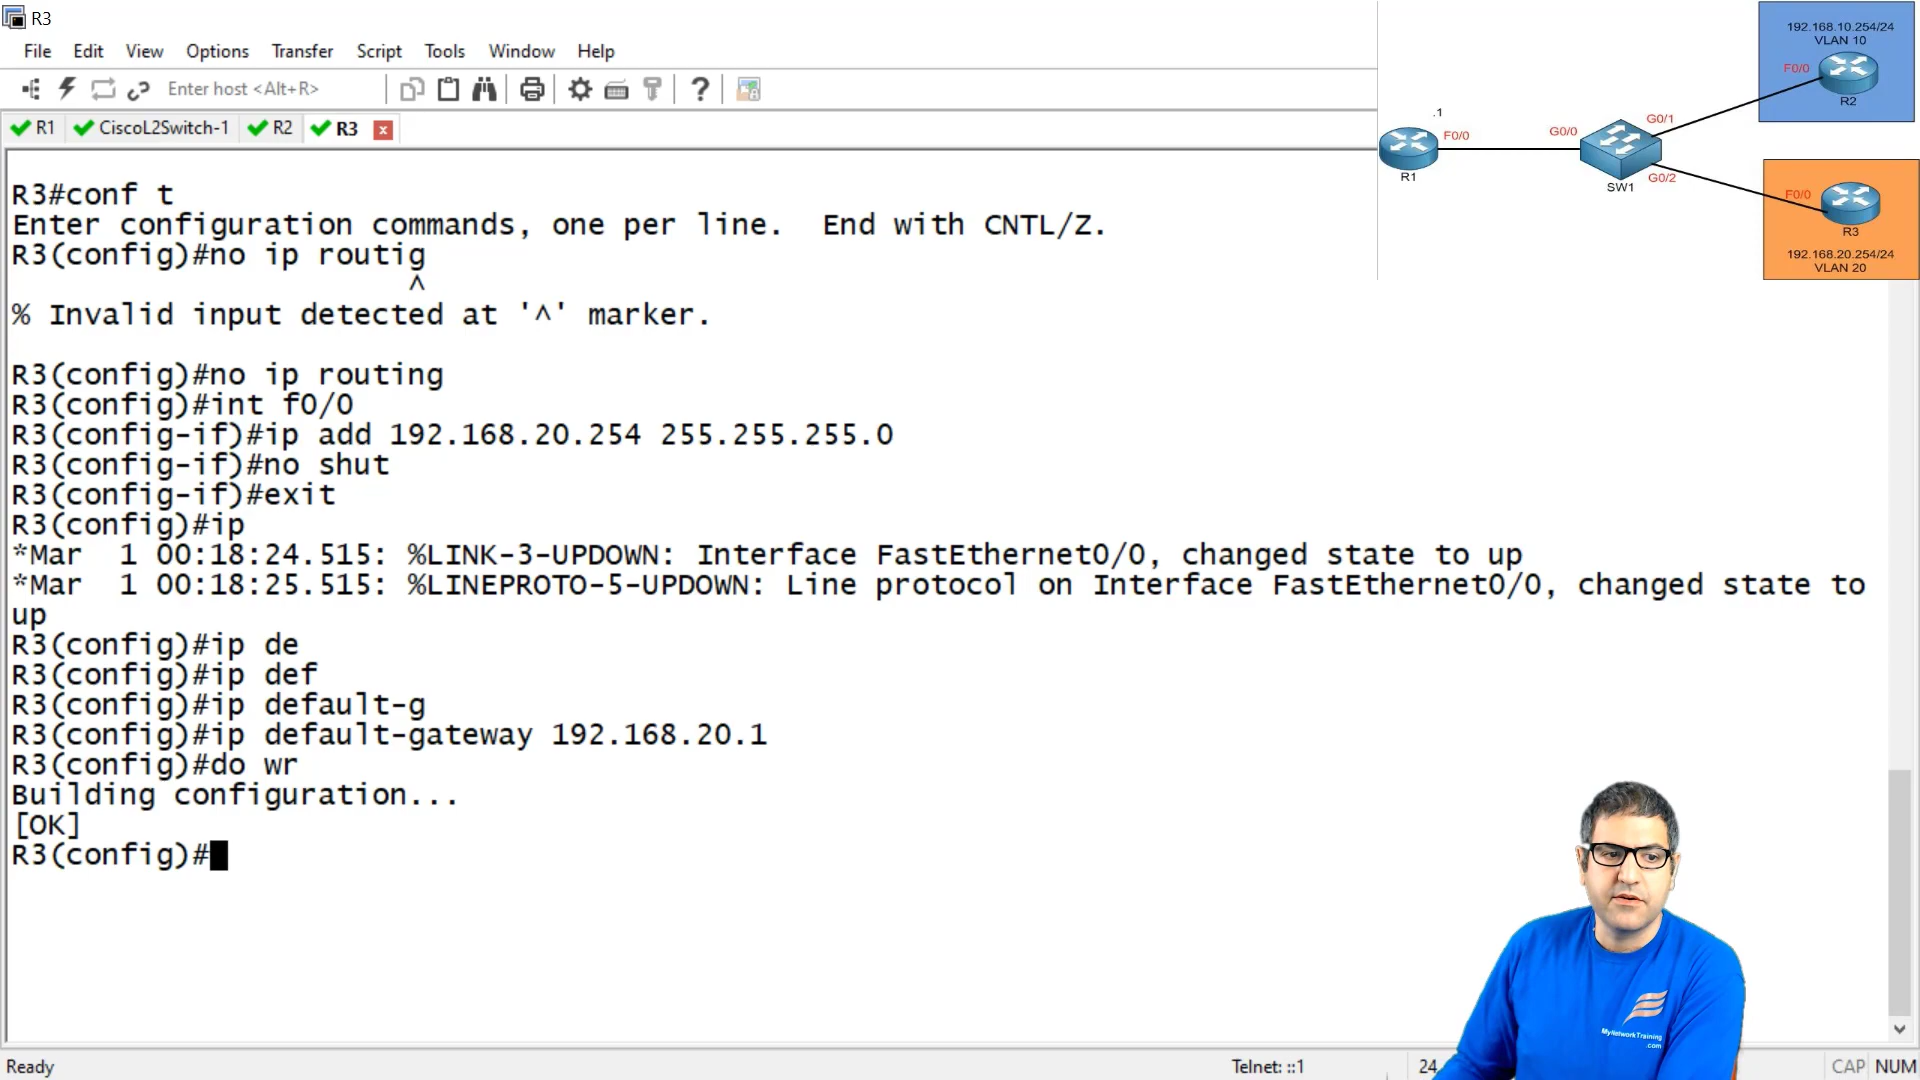 R3
File Edit View Options Transfer Script Tools Window Help
Enter host <Alt+R>
R1 CiscoL2Switch-1 R2 R3 x
R3#conf t
Enter configuration commands, one per line.  End with CNTL/Z.
R3(config)#no ip routig
^
% Invalid input detected at '^' marker.
R3(config)#no ip routing
R3(config)#int f0/0
R3(config-if)#ip add 192.168.20.254 255.255.255.0
R3(config-if)#no shut
R3(config-if)#exit
R3(config)#ip
*Mar  1 00:18:24.515: %LINK-3-UPDOWN: Interface FastEthernet0/0, changed state to up
*Mar  1 00:18:25.515: %LINEPROTO-5-UPDOWN: Line protocol on Interface FastEthernet0/0, changed state to
up
R3(config)#ip de
R3(config)#ip def
R3(config)#ip default-g
R3(config)#ip default-gateway 192.168.20.1
R3(config)#do wr
Building configuration...
[OK]
R3(config)#
192.168.10.254/24
VLAN 10
F0/0
R2
.1
F0/0
R1
G0/0
G0/1
SW1
G0/2
F0/0
R3
192.168.20.254/24
VLAN 20
MyNetworkTraining
.com
Ready
Telnet: ::1
24
CAP NUM